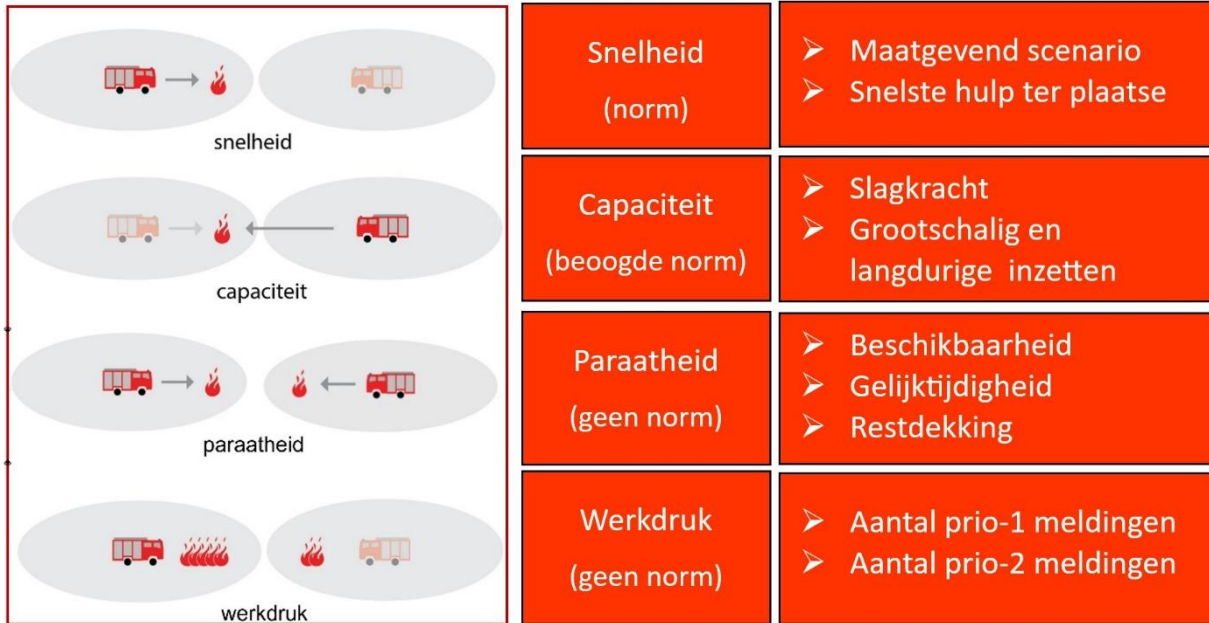 snelheid
capaciteit
paraatheid
werkdruk
Snelheid
(norm)
➢ Maatgevend scenario
➢ Snelste hulp ter plaatse
Capaciteit
(beoogde norm)
➢ Slagkracht
➢ Grootschalig en
langdurige inzetten
Paraatheid
(geen norm)
➢ Beschikbaarheid
➢ Gelijktijdigheid
➢ Restdekking
Werkdruk
(geen norm)
➢ Aantal prio-1 meldingen
➢ Aantal prio-2 meldingen